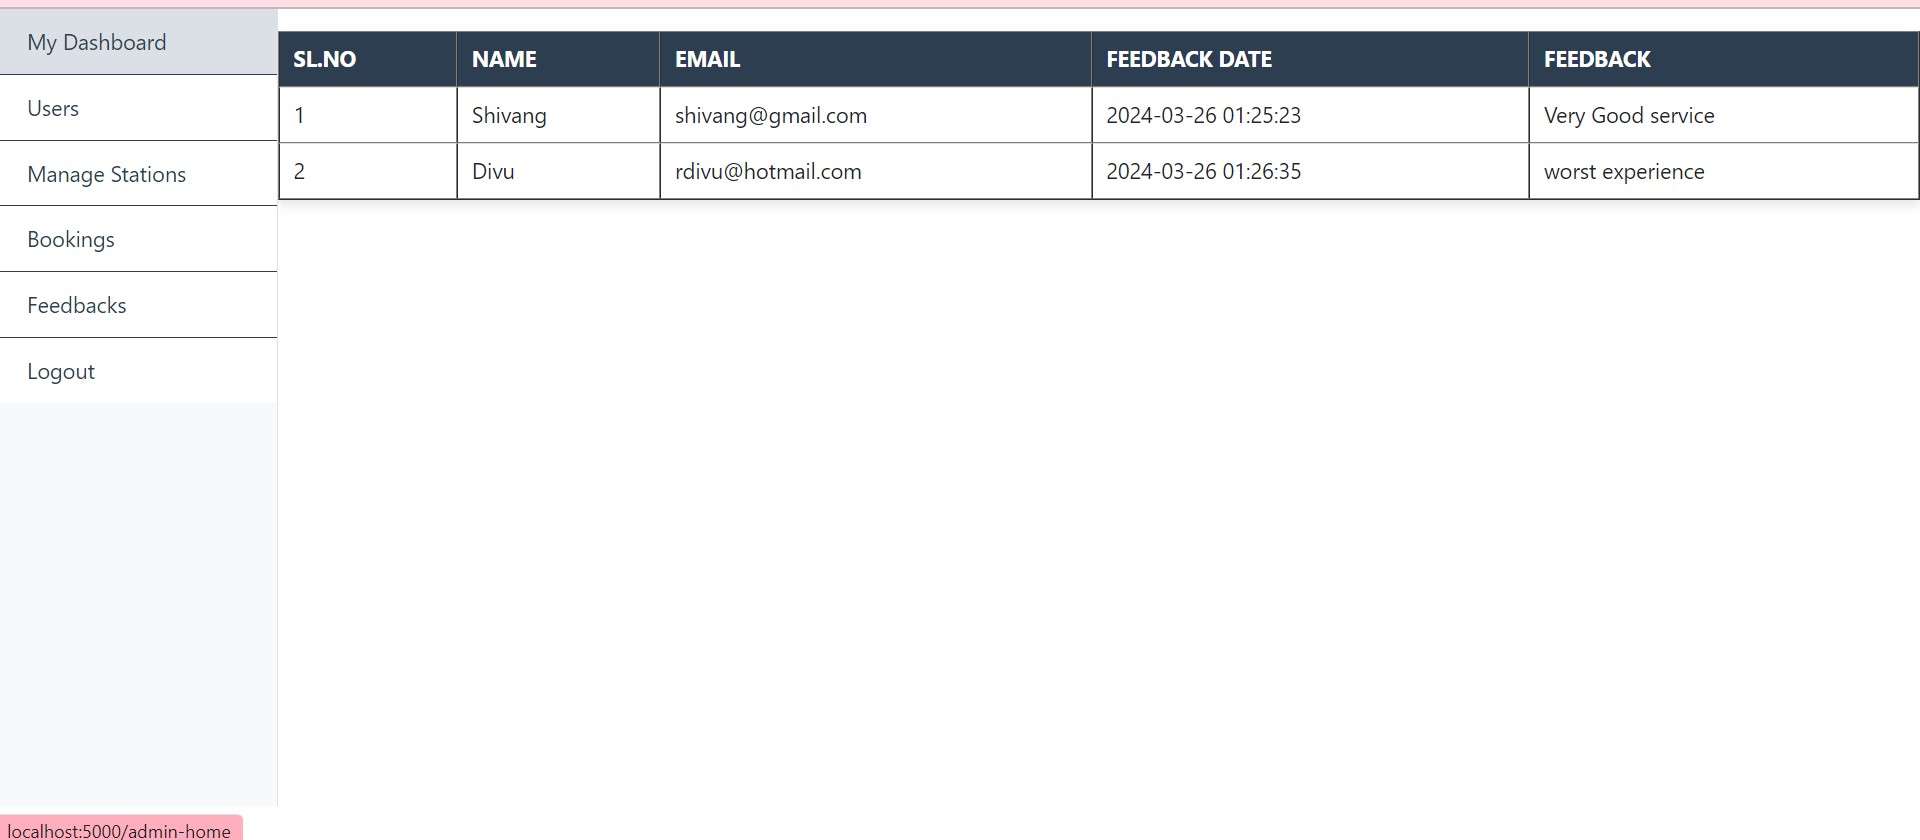 My Dashboard
Users
Manage Stations
Bookings
Feedbacks
Logout
SL.NO NAME EMAIL FEEDBACK DATE FEEDBACK
1 Shivang shivang@gmail.com 2024-03-26 01:25:23 Very Good service
2 Divu rdivu@hotmail.com 2024-03-26 01:26:35 worst experience
localhost:5000/admin-home